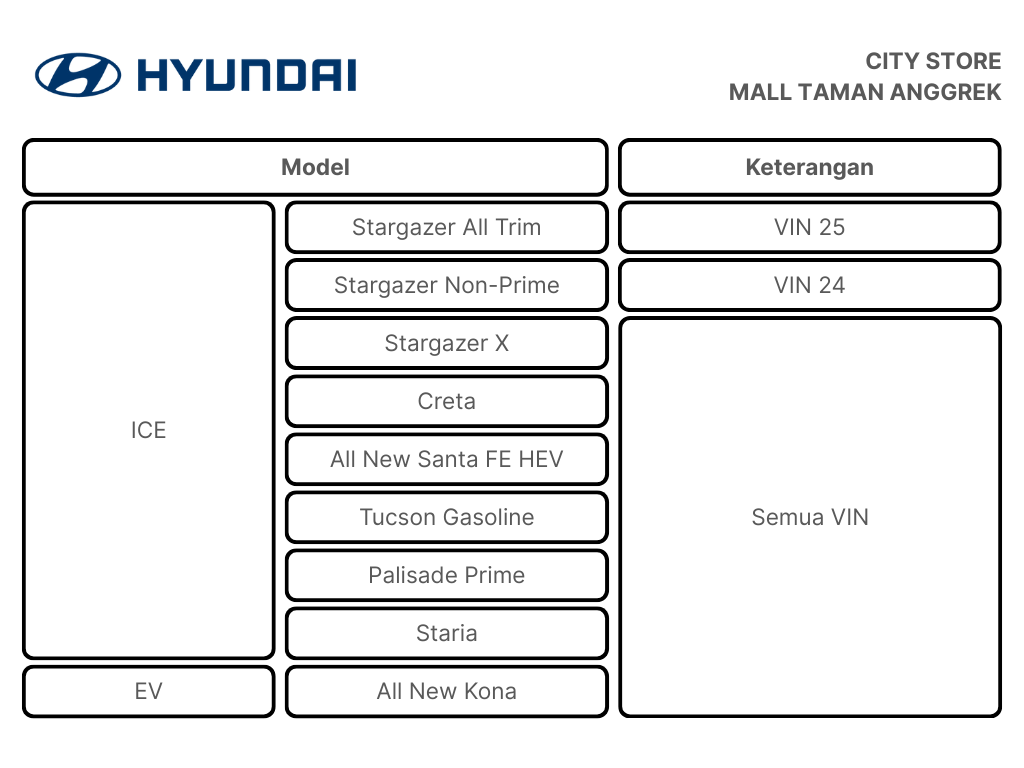 HYUNDAI
CITY STORE
MALL TAMAN ANGGREK
Model
Keterangan
ICE
Stargazer All Trim
VIN 25
Stargazer Non-Prime
VIN 24
Stargazer X
Semua VIN
Creta
All New Santa FE HEV
Tucson Gasoline
Palisade Prime
Staria
EV
All New Kona